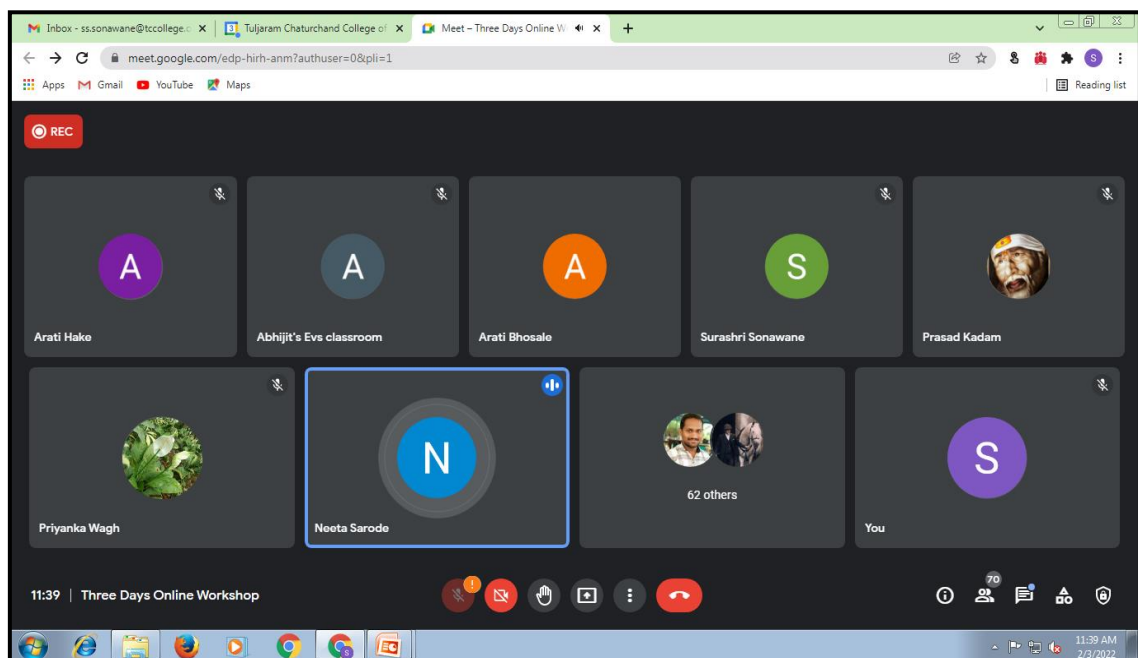 Inbox - ss.sonawane@tccollege.c
Tuljaram Chaturchand College of
Meet – Three Days Online W
meet.google.com/edp-hirh-anm?authuser=0&pli=1
S
Apps Gmail YouTube Maps Reading list
REC
A A A S
Arati Hake Abhijit's Evs classroom Arati Bhosale Surashri Sonawane Prasad Kadam
N 62 others S
Priyanka Wagh Neeta Sarode You
11:39 | Three Days Online Workshop 70
11:39 AM
2/3/2022